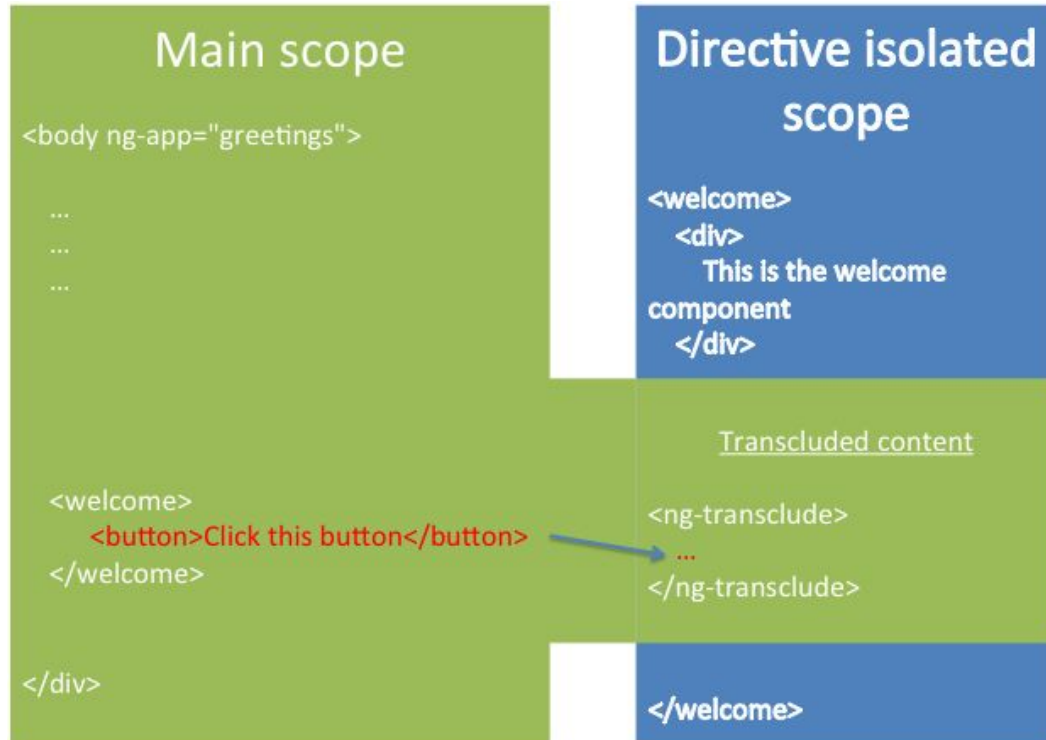 Main scope
<body ng-app="greetings">
...
...
...
<welcome>
<button>Click this button</button>
</welcome>
</div>
Directive isolated
scope
<welcome>
<div>
This is the welcome
component
</div>
Transcluded content
<ng-transclude>
...
</ng-transclude>
</welcome>